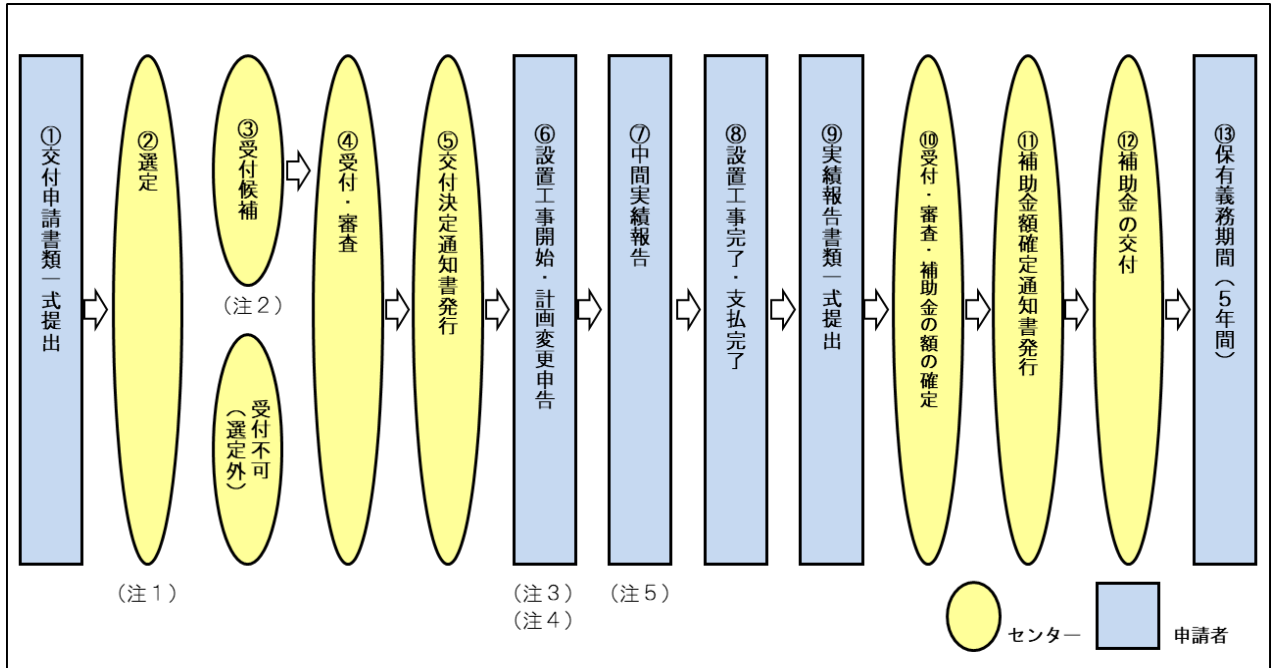 ①交付申請書類一式提出
②選定
③受付候補
（注２）
受付不可
（選定外）
④受付・審査
⑤交付決定通知書発行
⑥設置工事開始・計画変更申告
⑦中間実績報告
⑧設置工事完了・支払完了
⑨実績報告書類一式提出
⑩受付・審査・補助金の額の確定
⑪補助金額確定通知書発行
⑫補助金の交付
⑬保有義務期間（５年間）
（注１）
（注３）
（注４）
（注５）
センター
申請者